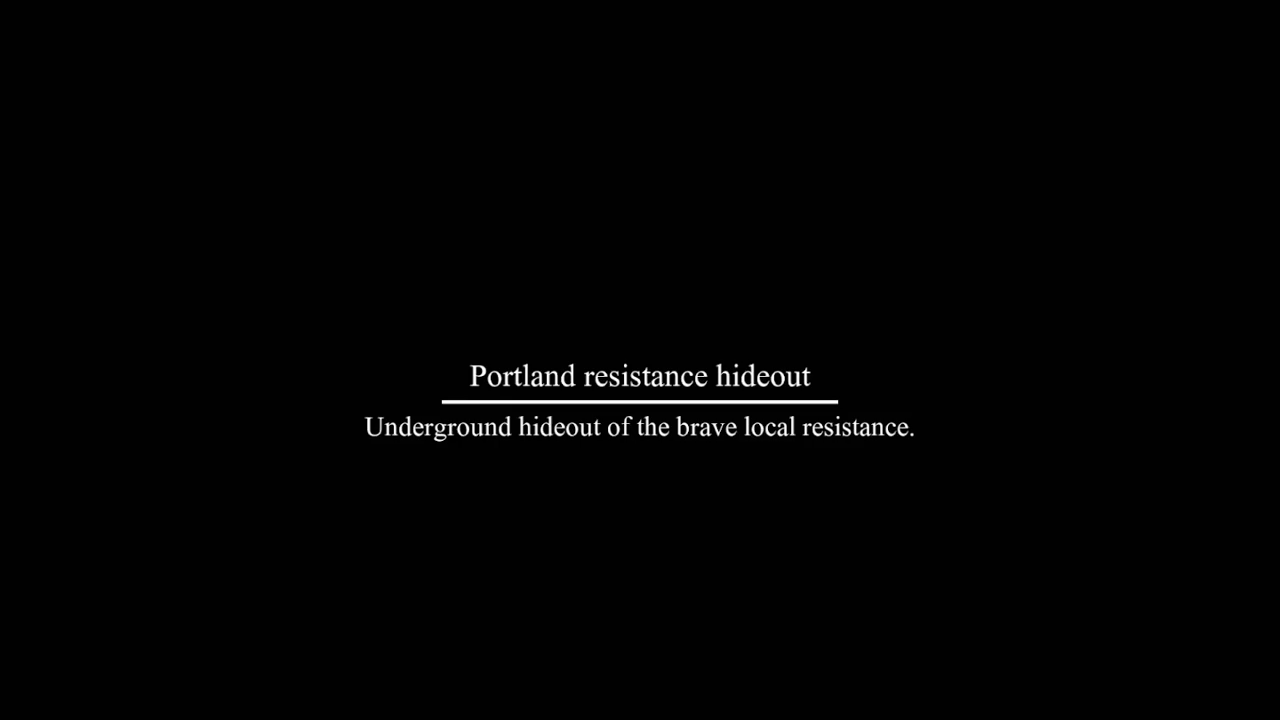 Portland resistance hideout
Underground hideout of the brave local resistance.